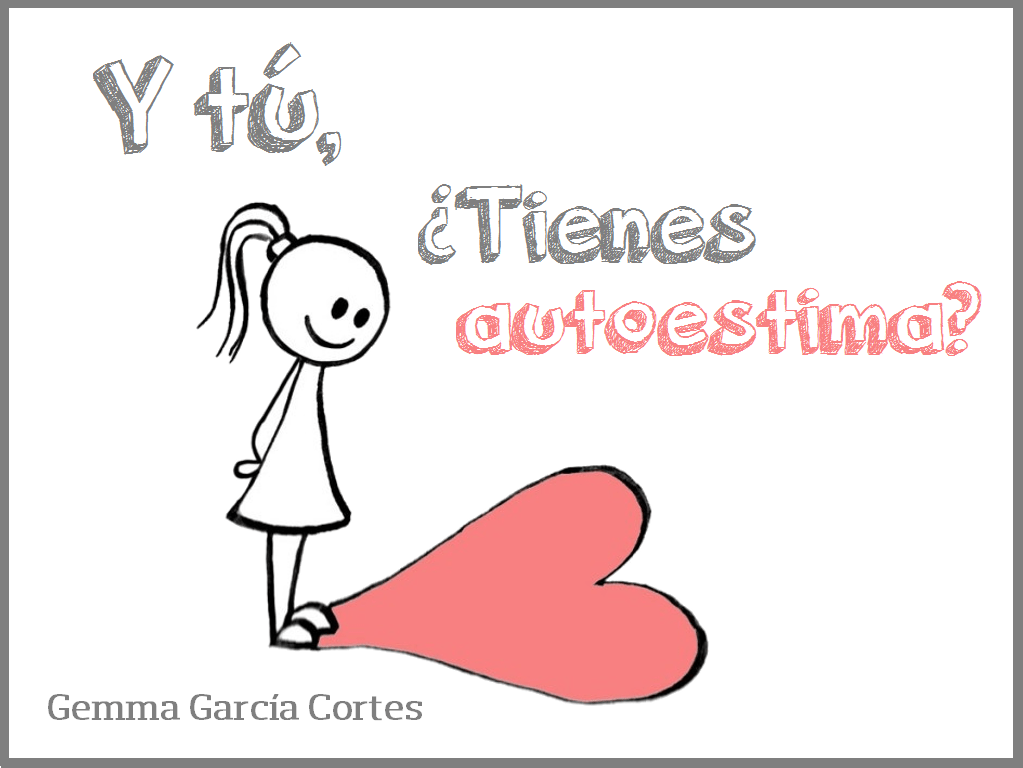 Y tú,
¿Tienes
autoestima?
Gemma García Cortes